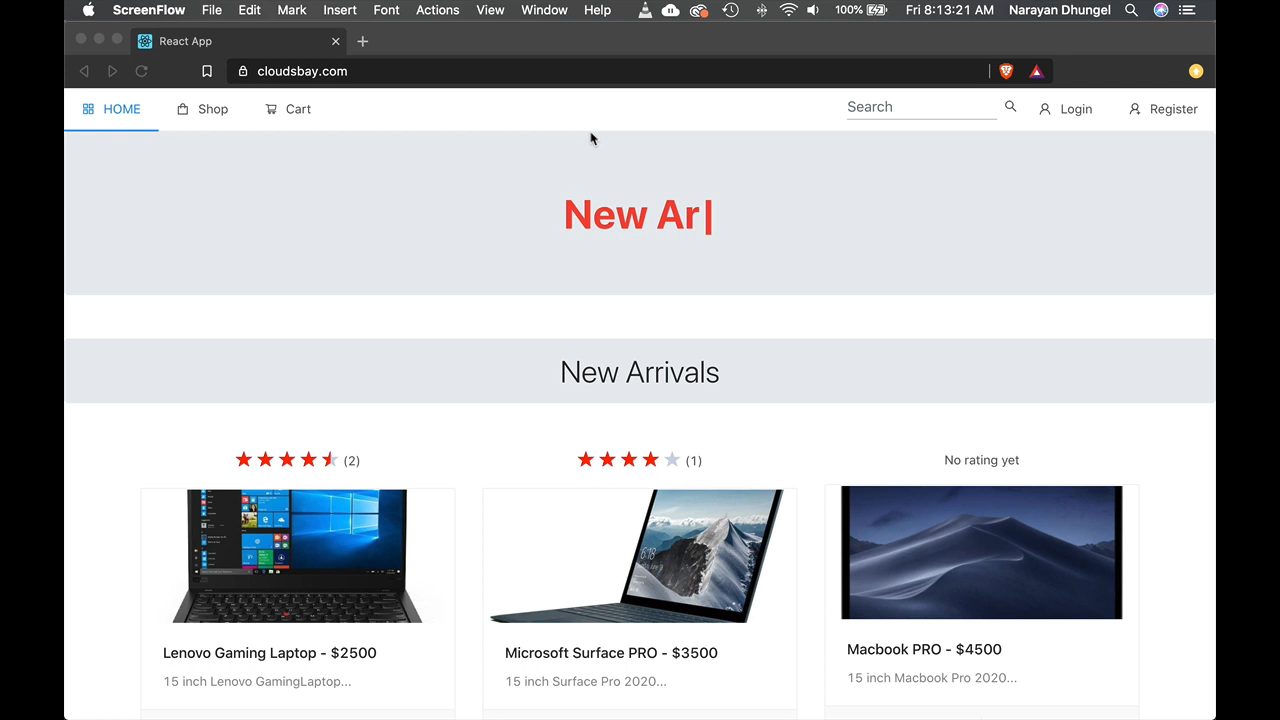 ScreenFlow File Edit Mark Insert Font Actions View Window Help 100% Fri 8:13:21 AM Narayan Dhungel
React App
cloudsbay.com
HOME Shop Cart Search Login Register
New Ar|
New Arrivals
(2) (1) No rating yet
6:18
Lenovo Gaming Laptop - $2500 Microsoft Surface PRO - $3500 Macbook PRO - $4500
15 inch Lenovo GamingLaptop... 15 inch Surface Pro 2020... 15 inch Macbook Pro 2020...